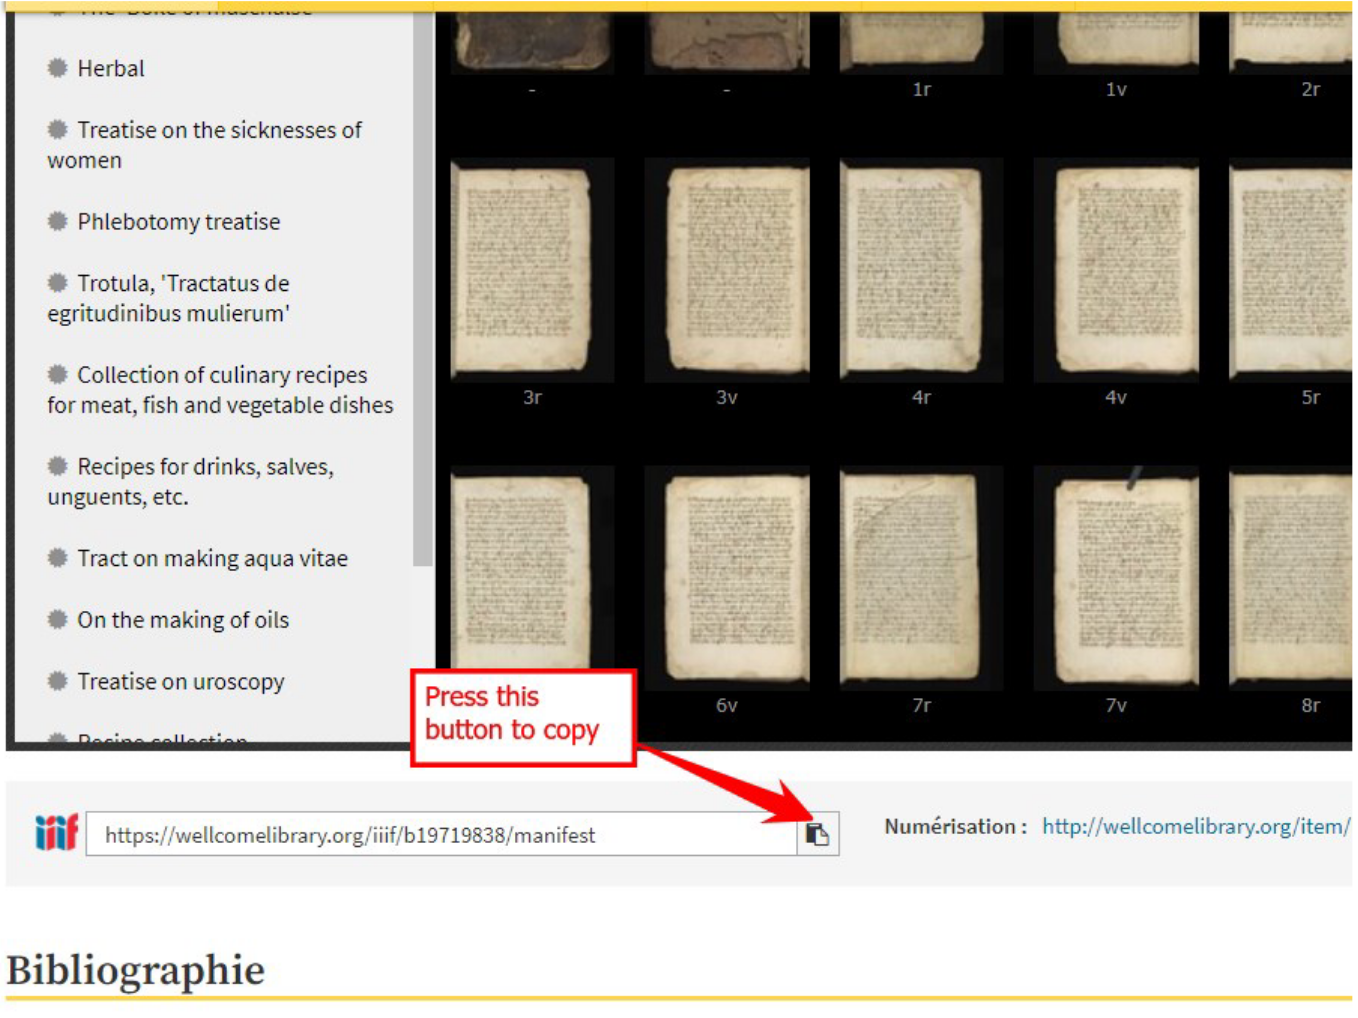 Herbal
Treatise on the sicknesses of
women
Phlebotomy treatise
Trotula, 'Tractatus de
egritudinibus mulierum'
Collection of culinary recipes
for meat, fish and vegetable dishes
Recipes for drinks, salves,
unguents, etc.
Tract on making aqua vitae
On the making of oils
Treatise on uroscopy
Recipe collection
- - 1r 1v 2r
3r 3v 4r 4v 5r
6v 7r 7v 8r
Press this
button to copy
iiif https://wellcomelibrary.org/iiif/b19719838/manifest
Numérisation : http://wellcomelibrary.org/item/
Bibliographie